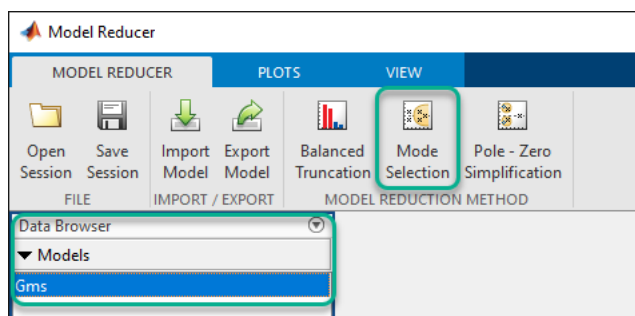 Model Reducer
MODEL REDUCER PLOTS VIEW
Open Save Import Export Balanced Mode Pole - Zero
Session Session Model Model Truncation Selection Simplification
FILE IMPORT / EXPORT MODEL REDUCTION METHOD
Data Browser
Models
Gms